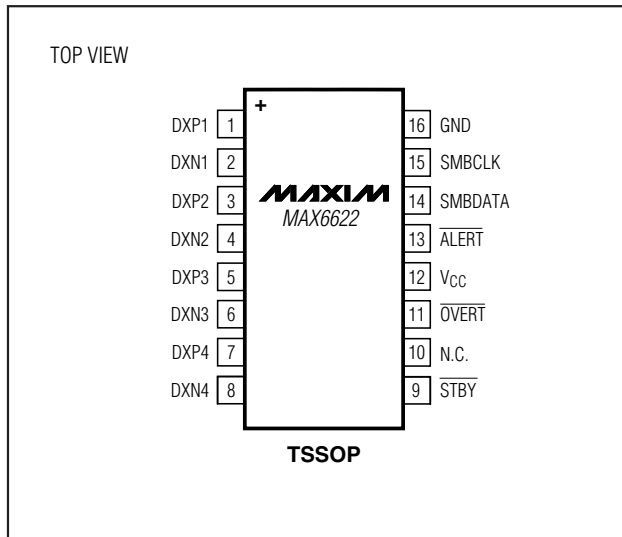 TOP VIEW
+
DXP1 1 16 GND
DXN1 2 15 SMBCLK
DXP2 3 MAXIM 14 SMBDATA
DXN2 4 MAX6622 13 ALERT
DXP3 5 12 VCC
DXN3 6 11 OVERT
DXP4 7 10 N.C.
DXN4 8 9 STBY
TSSOP